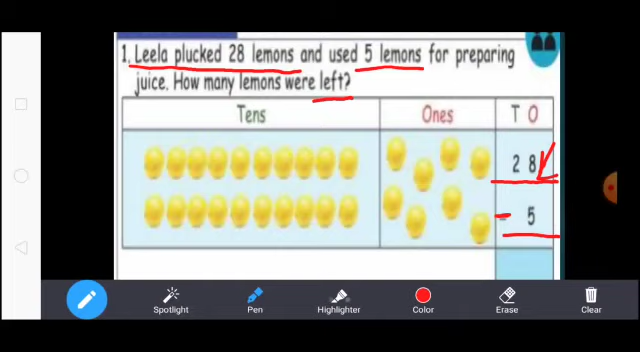 1. Leela plucked 28 lemons and used 5 lemons for preparing
juice. How many lemons were left?
Tens Ones T O
2 8
- 5
Spotlight Pen Highlighter Color Erase Clear